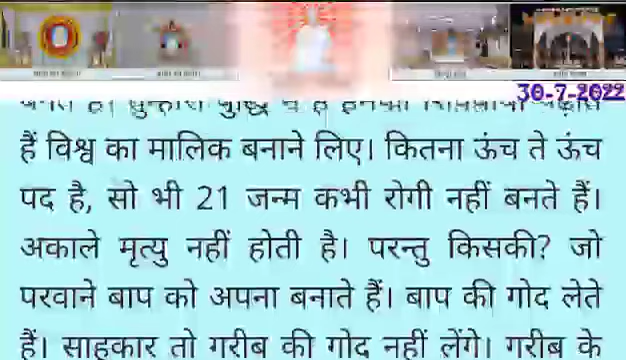 30-7-2022
हैं विश्व का मालिक बनाने लिए। कितना ऊंच ते ऊंच
पद है, सो भी 21 जन्म कभी रोगी नहीं बनते हैं।
अकाले मृत्यु नहीं होती है। परन्तु किसकी? जो
परवाने बाप को अपना बनाते हैं। बाप की गोद लेते
हैं। साहूकार तो गरीब की गोद नहीं लेंगे। गरीब के